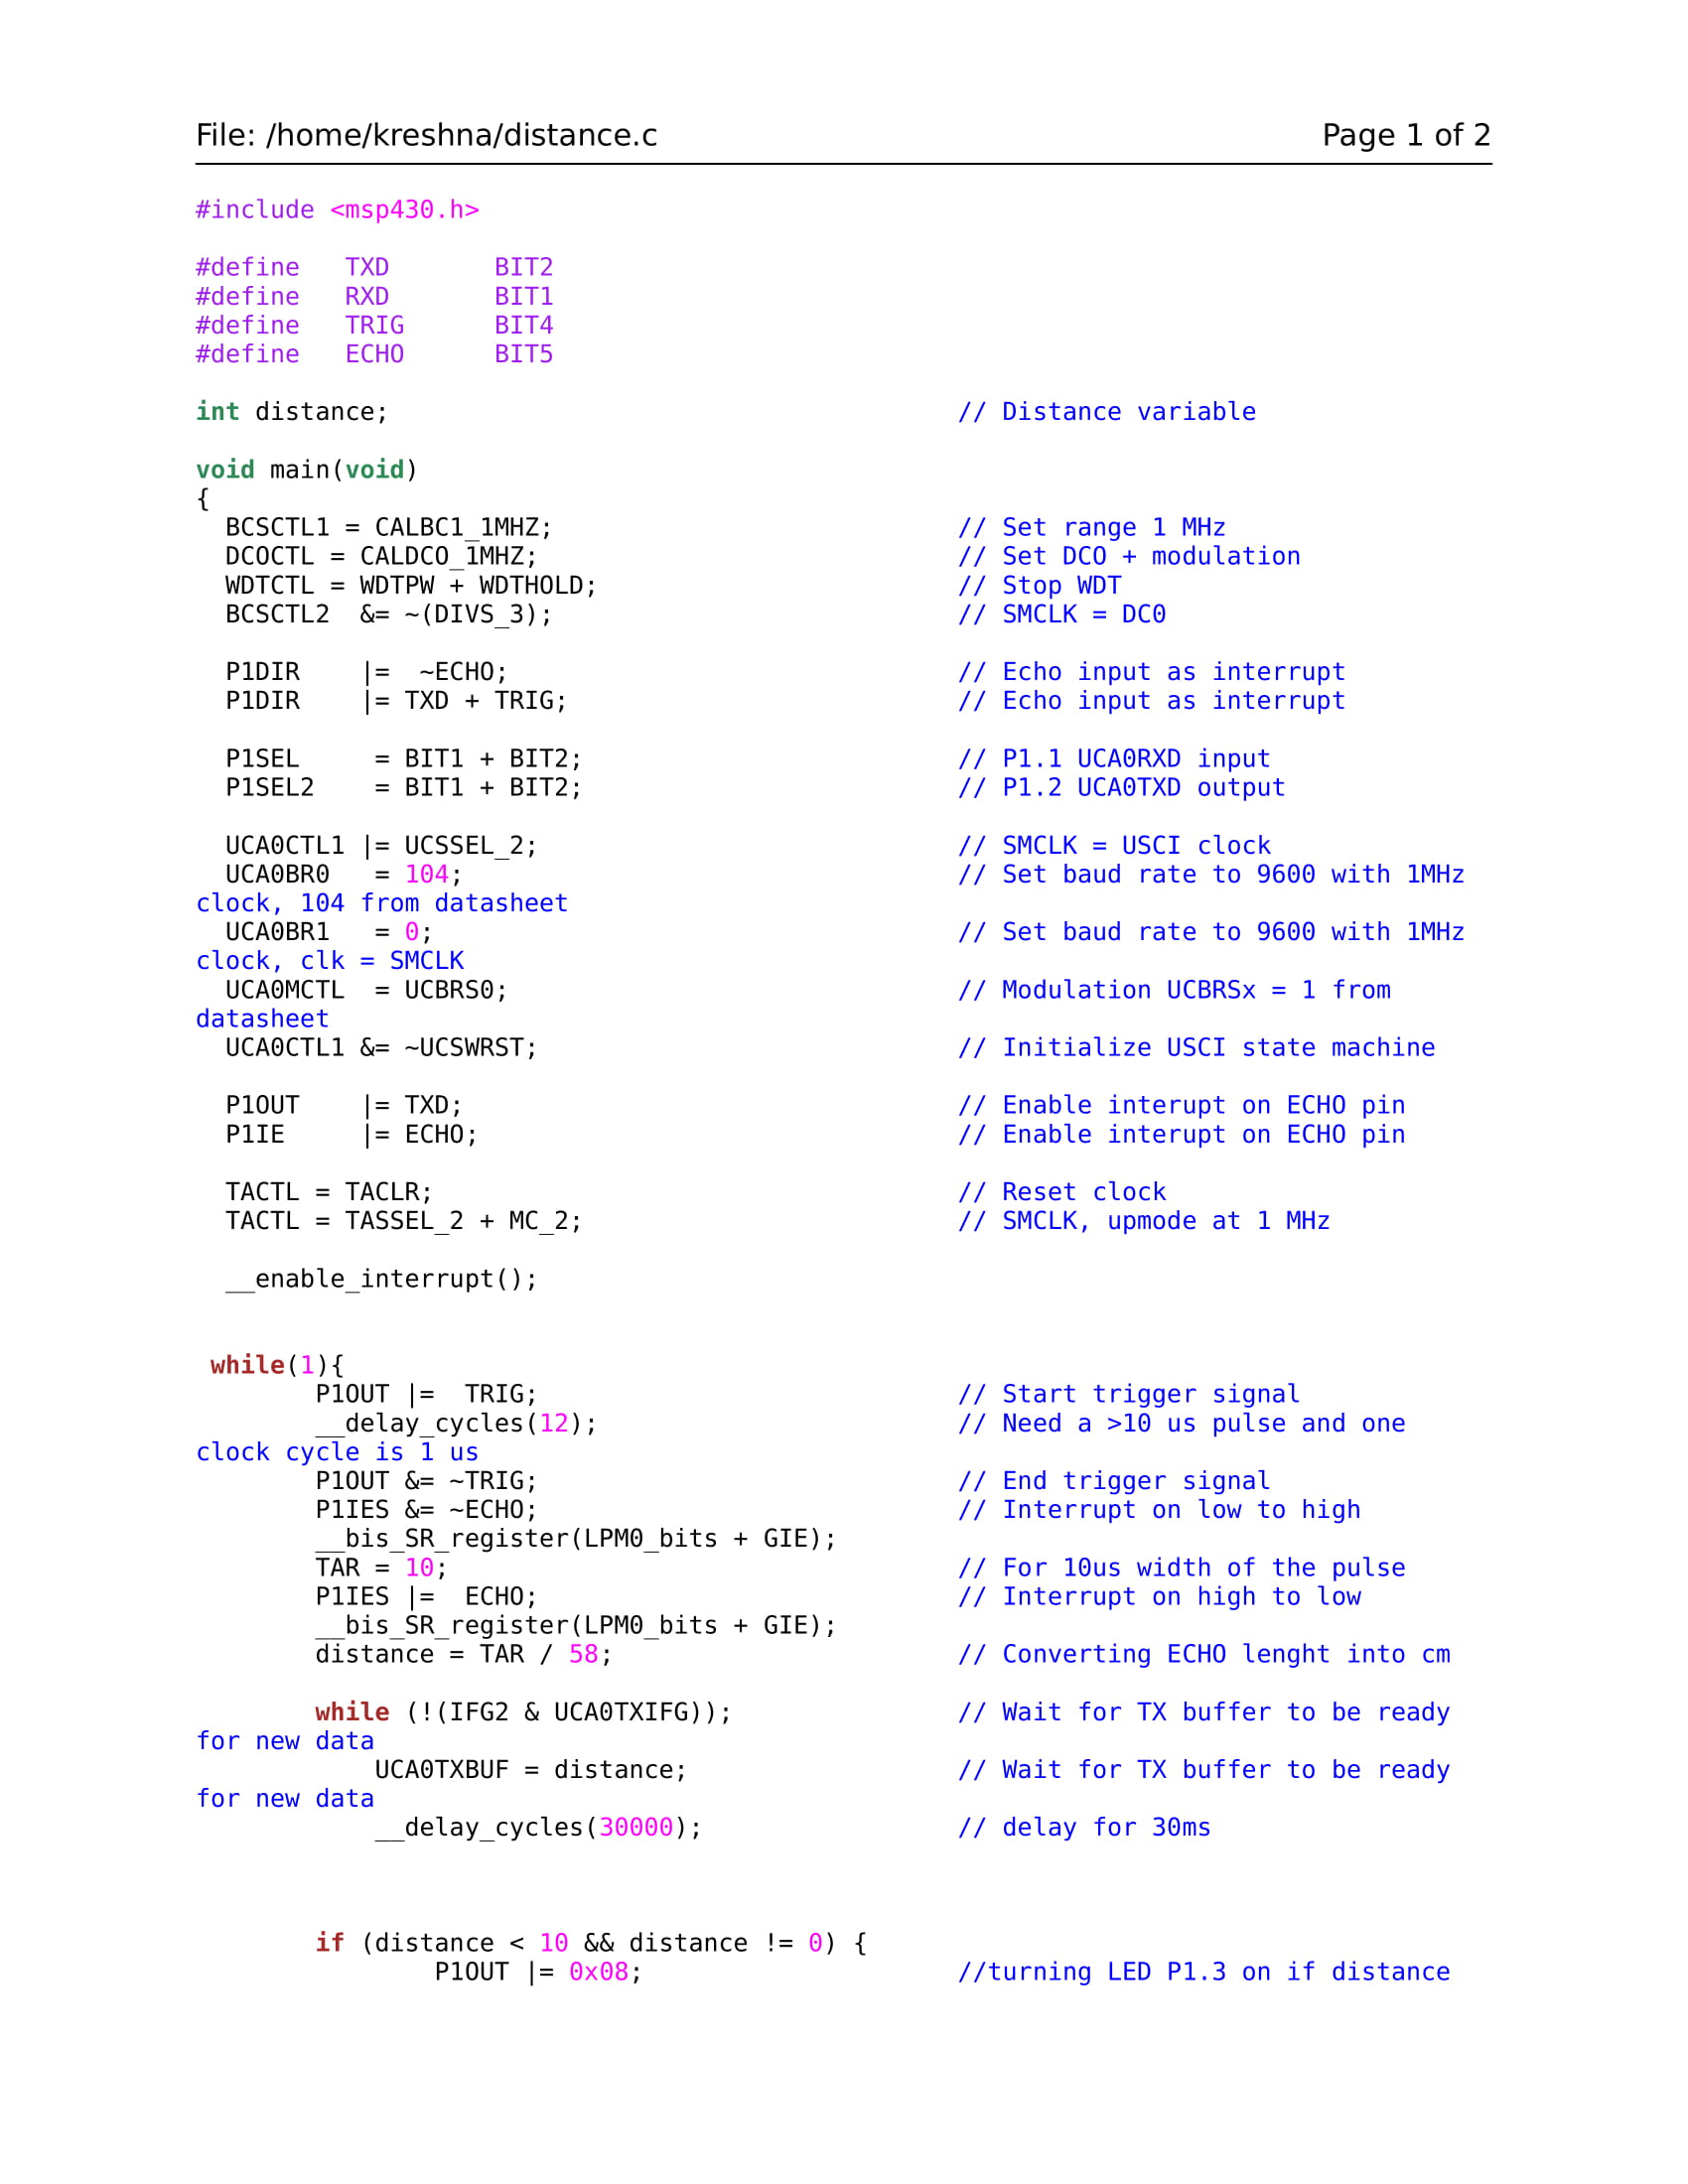 File: /home/kreshna/distance.c Page 1 of 2
#include <msp430.h>
#define   TXD       BIT2
#define   RXD       BIT1
#define   TRIG      BIT4
#define   ECHO      BIT5
int distance;                                      // Distance variable
void main(void)
{
  BCSCTL1 = CALBC1_1MHZ;                           // Set range 1 MHz
  DCOCTL = CALDCO_1MHZ;                            // Set DCO + modulation
  WDTCTL = WDTPW + WDTHOLD;                        // Stop WDT
  BCSCTL2  &= ~(DIVS_3);                           // SMCLK = DC0
  P1DIR    |=  ~ECHO;                              // Echo input as interrupt
  P1DIR    |= TXD + TRIG;                          // Echo input as interrupt
  P1SEL     = BIT1 + BIT2;                         // P1.1 UCA0RXD input
  P1SEL2    = BIT1 + BIT2;                         // P1.2 UCA0TXD output
  UCA0CTL1 |= UCSSEL_2;                            // SMCLK = USCI clock
  UCA0BR0   = 104;                                 // Set baud rate to 9600 with 1MHz
clock, 104 from datasheet
  UCA0BR1   = 0;                                   // Set baud rate to 9600 with 1MHz
clock, clk = SMCLK
  UCA0MCTL  = UCBRS0;                              // Modulation UCBRSx = 1 from
datasheet
  UCA0CTL1 &= ~UCSWRST;                            // Initialize USCI state machine
  P1OUT    |= TXD;                                 // Enable interupt on ECHO pin
  P1IE     |= ECHO;                                // Enable interupt on ECHO pin
  TACTL = TACLR;                                   // Reset clock
  TACTL = TASSEL_2 + MC_2;                         // SMCLK, upmode at 1 MHz
  __enable_interrupt();
 while(1){
        P1OUT |=  TRIG;                            // Start trigger signal
        __delay_cycles(12);                        // Need a >10 us pulse and one
clock cycle is 1 us
        P1OUT &= ~TRIG;                            // End trigger signal
        P1IES &= ~ECHO;                            // Interrupt on low to high
        __bis_SR_register(LPM0_bits + GIE);
        TAR = 10;                                  // For 10us width of the pulse
        P1IES |=  ECHO;                            // Interrupt on high to low
        __bis_SR_register(LPM0_bits + GIE);
        distance = TAR / 58;                       // Converting ECHO lenght into cm
        while (!(IFG2 & UCA0TXIFG));               // Wait for TX buffer to be ready
for new data
            UCA0TXBUF = distance;                  // Wait for TX buffer to be ready
for new data
            __delay_cycles(30000);                 // delay for 30ms
        if (distance < 10 && distance != 0) {
                P1OUT |= 0x08;                     //turning LED P1.3 on if distance